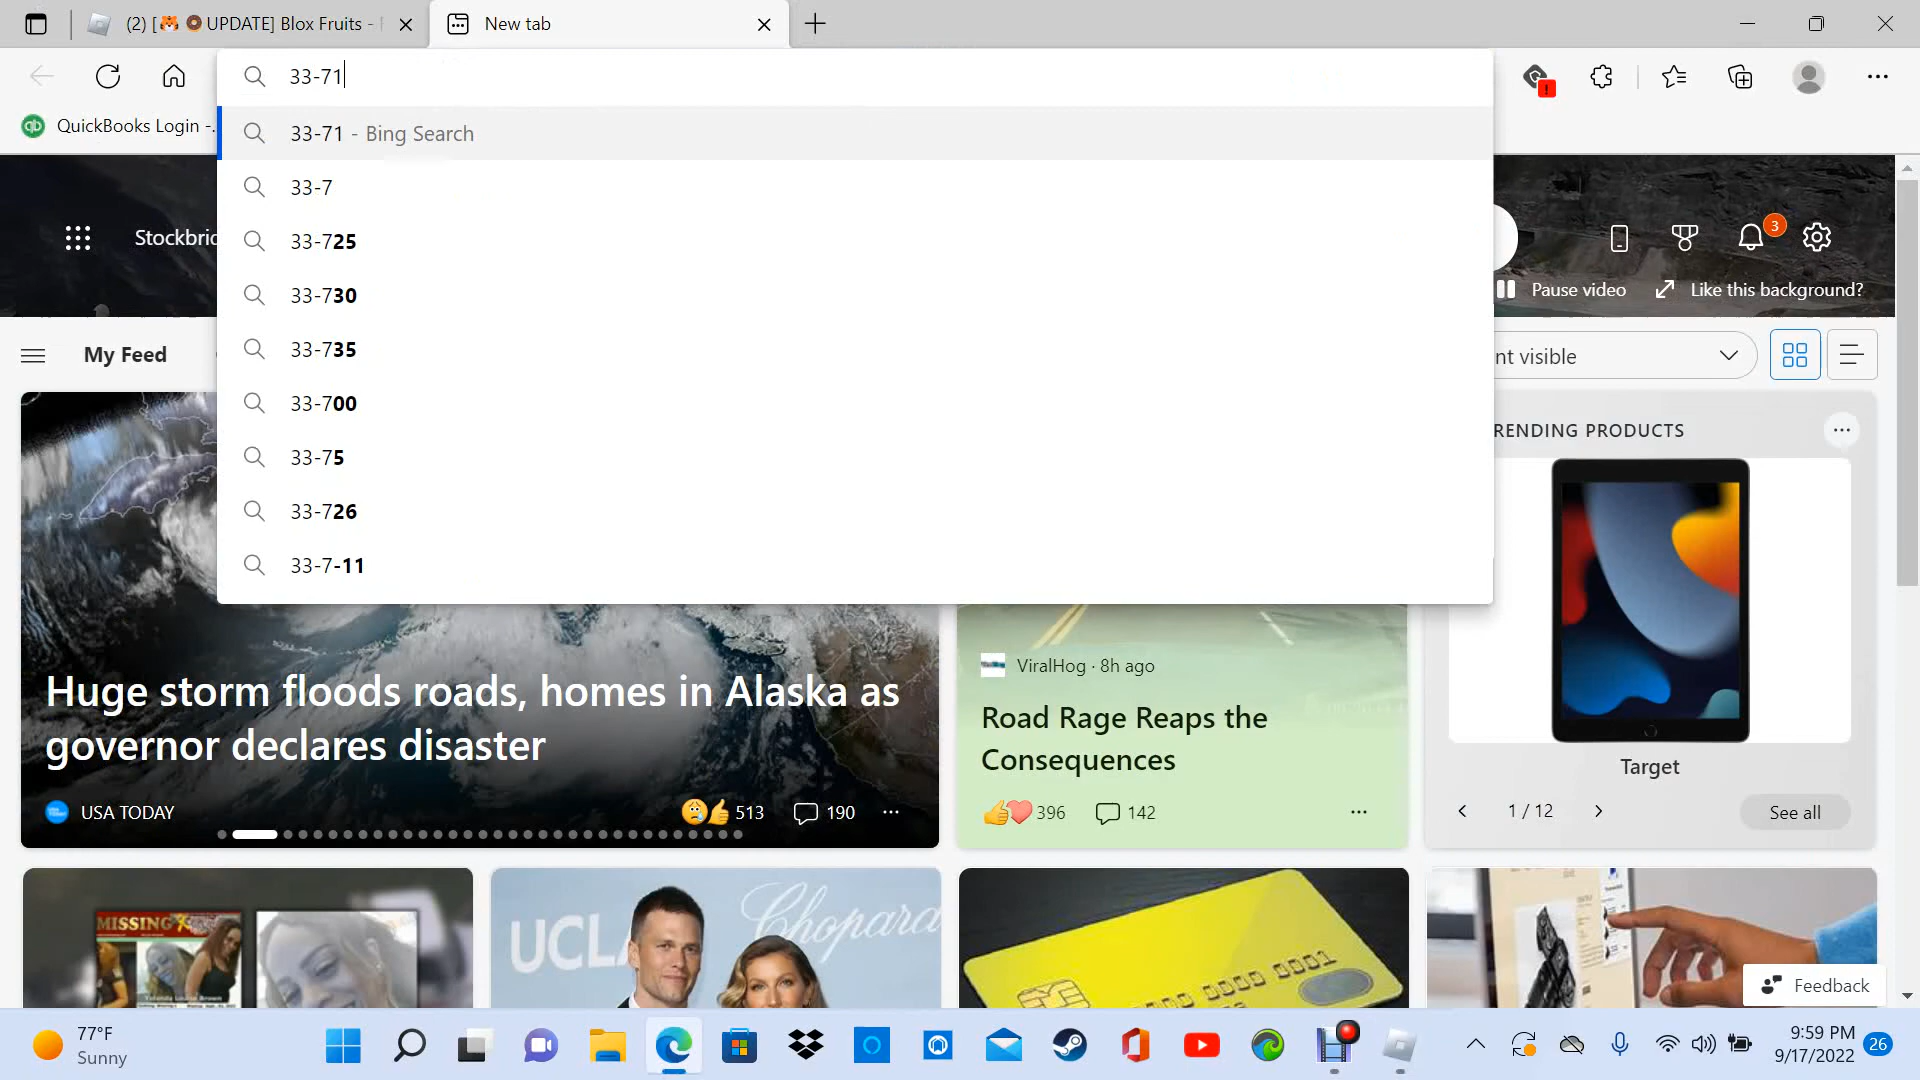 (2) [🐯 🍩 UPDATE] Blox Fruits -
New tab
33-71
QuickBooks Login -.
33-71 - Bing Search
33-7
33-725
33-730
33-735
33-700
33-75
33-726
33-7-11
Stockbric
3
Pause video
Like this background?
My Feed
nt visible
Huge storm floods roads, homes in Alaska as
governor declares disaster
USA TODAY
513
190
ViralHog · 8h ago
Road Rage Reaps the
Consequences
396
142
RENDING PRODUCTS
Target
1 / 12
See all
MISSING
UCLA
Chopard
0001
Feedback
77°F
Sunny
9:59 PM
9/17/2022
26